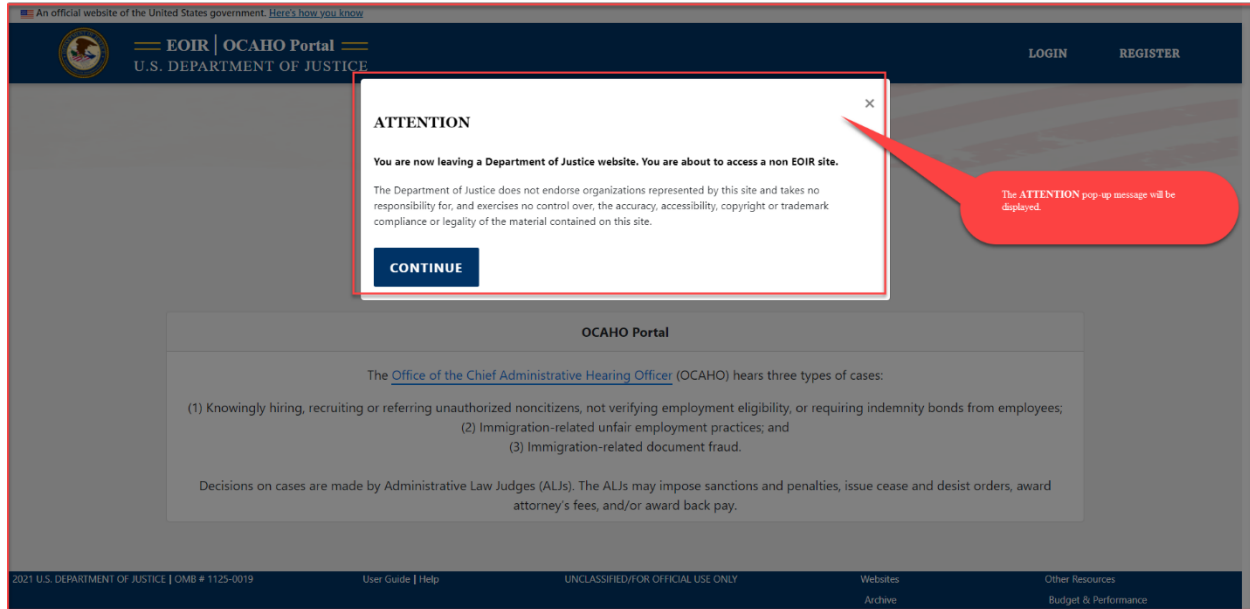 An official website of the United States government. Here's how you know
EOIR | OCAHO Portal
U.S. DEPARTMENT OF JUSTICE
LOGIN
REGISTER
×
ATTENTION
You are now leaving a Department of Justice website. You are about to access a non EOIR site.
The Department of Justice does not endorse organizations represented by this site and takes no
responsibility for, and exercises no control over, the accuracy, accessibility, copyright or trademark
compliance or legality of the material contained on this site.
CONTINUE
The ATTENTION pop-up message will be
displayed.
OCAHO Portal
The Office of the Chief Administrative Hearing Officer (OCAHO) hears three types of cases:
(1) Knowingly hiring, recruiting or referring unauthorized noncitizens, not verifying employment eligibility, or requiring indemnity bonds from employees;
(2) Immigration-related unfair employment practices; and
(3) Immigration-related document fraud.
Decisions on cases are made by Administrative Law Judges (ALJs). The ALJs may impose sanctions and penalties, issue cease and desist orders, award
attorney's fees, and/or award back pay.
2021 U.S. DEPARTMENT OF JUSTICE | OMB # 1125-0019
User Guide | Help
UNCLASSIFIED/FOR OFFICIAL USE ONLY
Websites
Other Resources
Archive
Budget & Performance